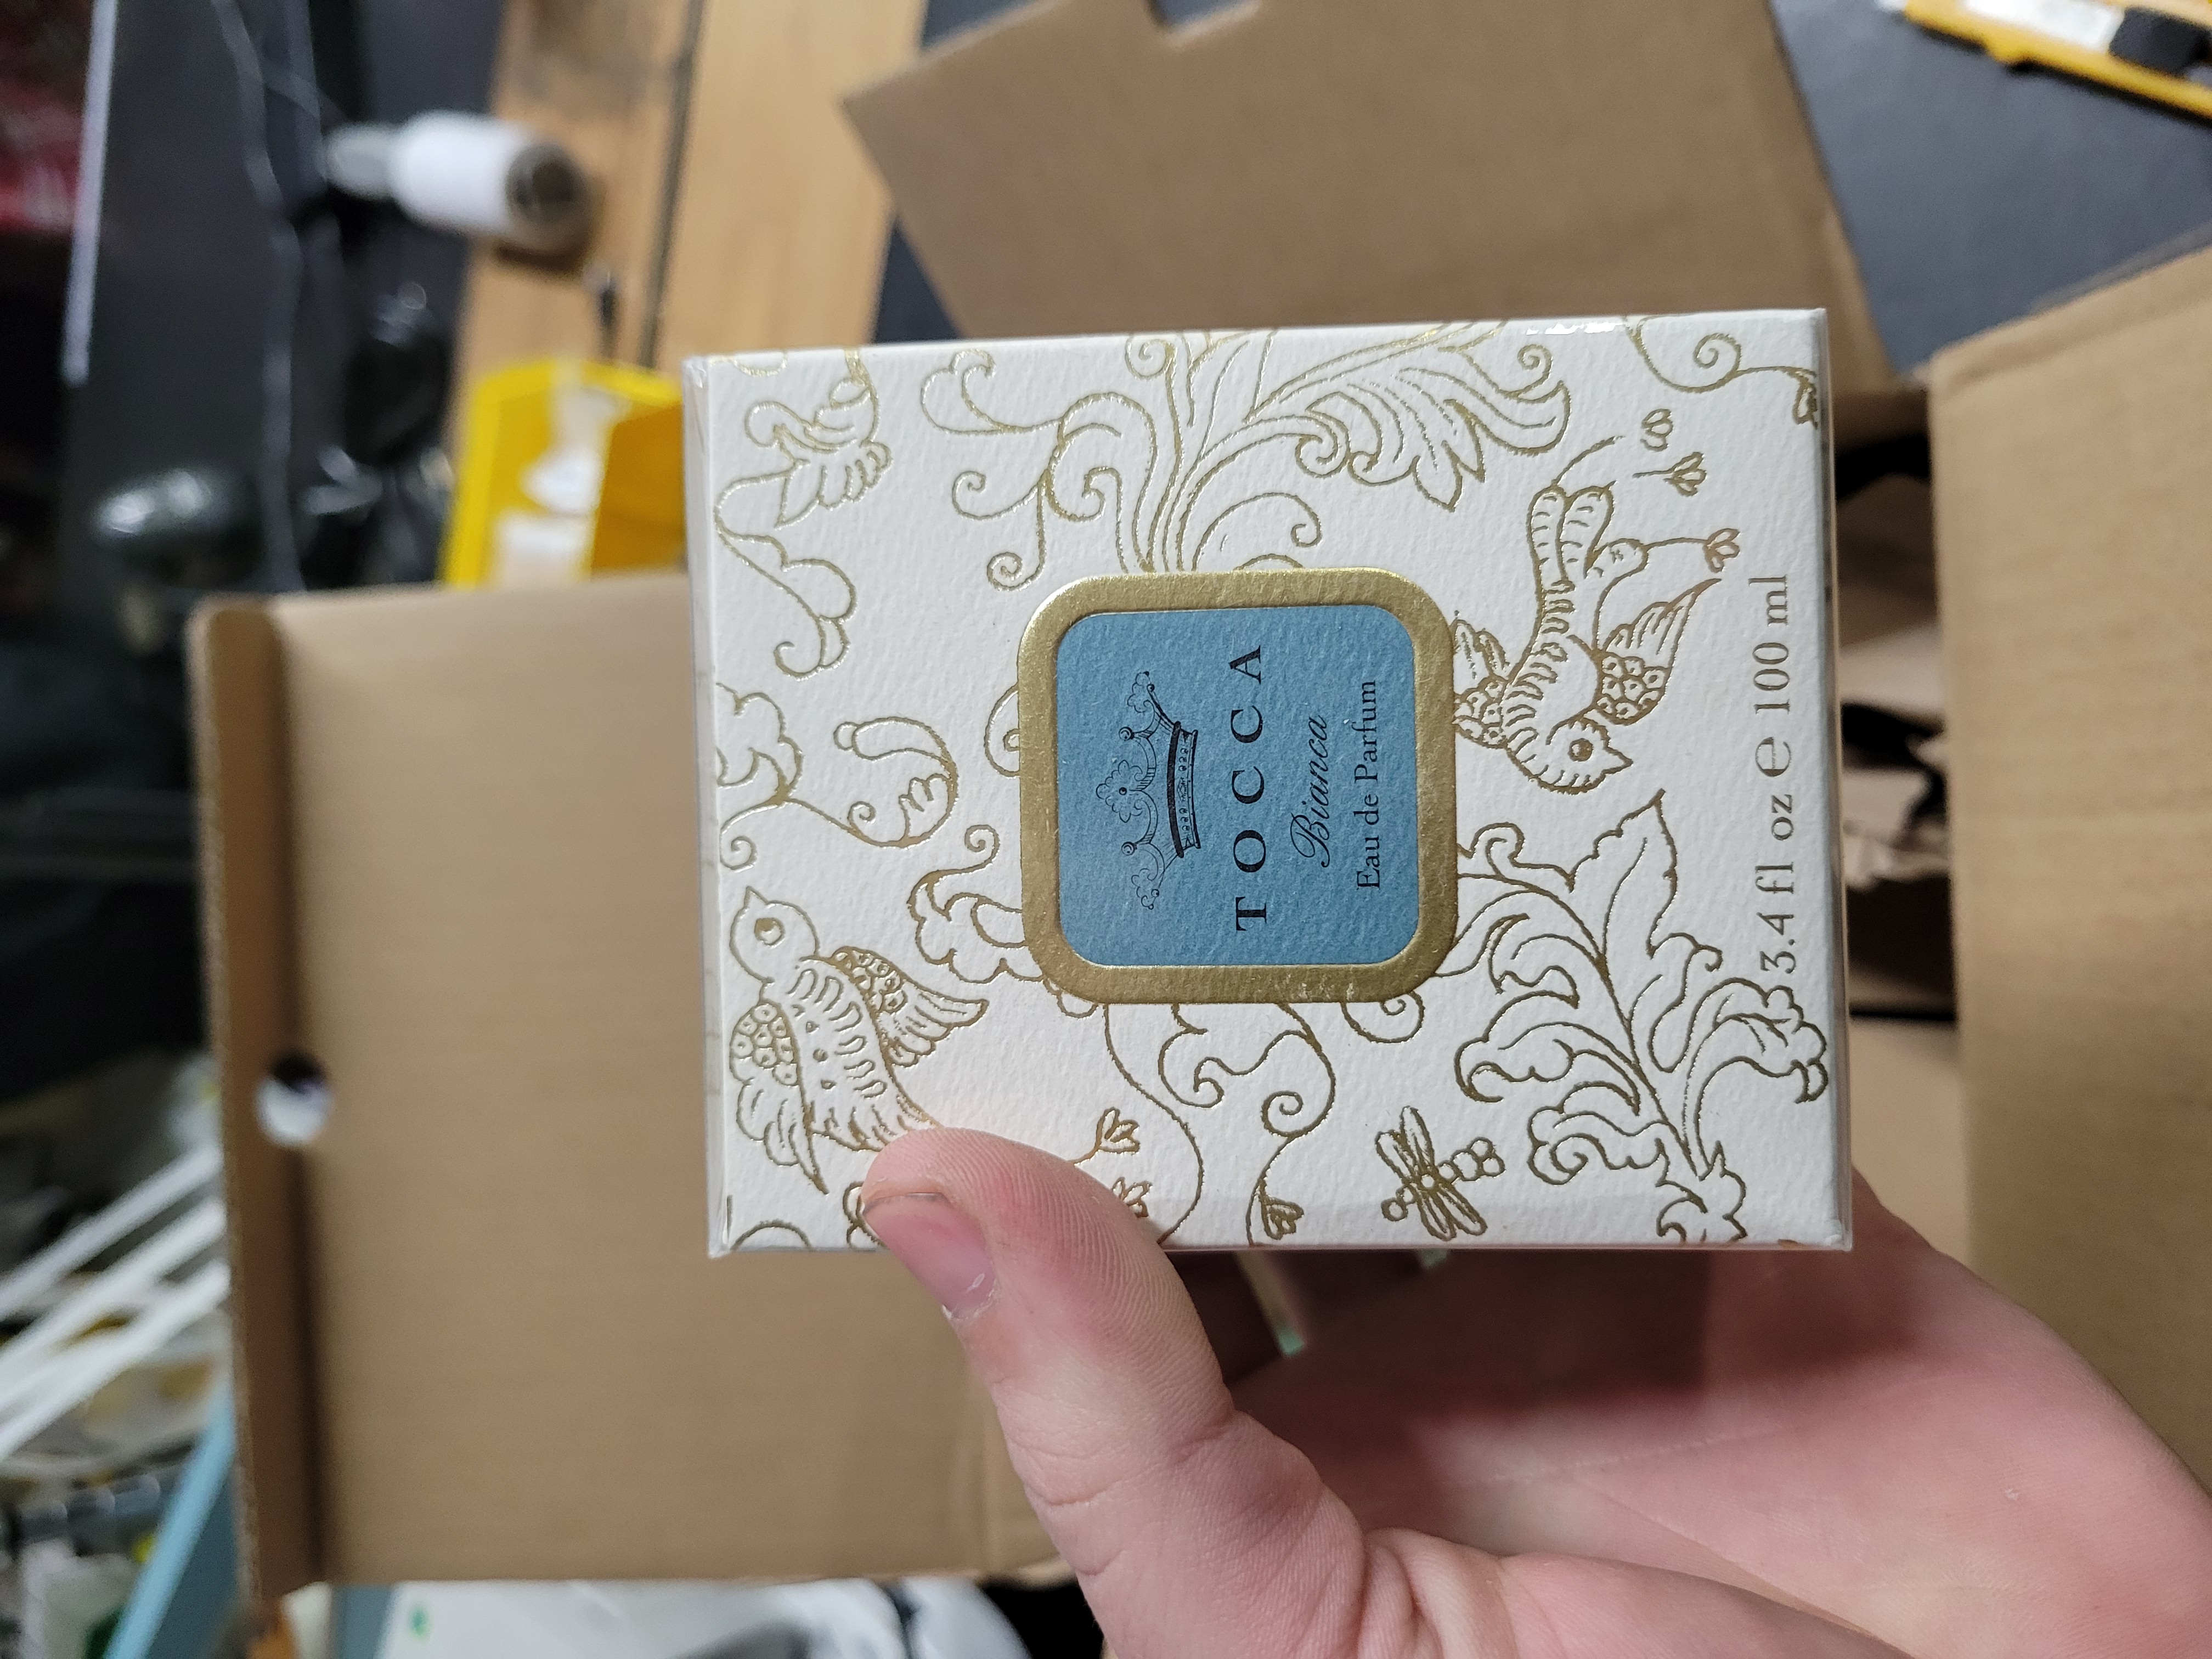 TOCCA
Bianca
Eau de Parfum
3.4 fl oz ℮ 100 ml